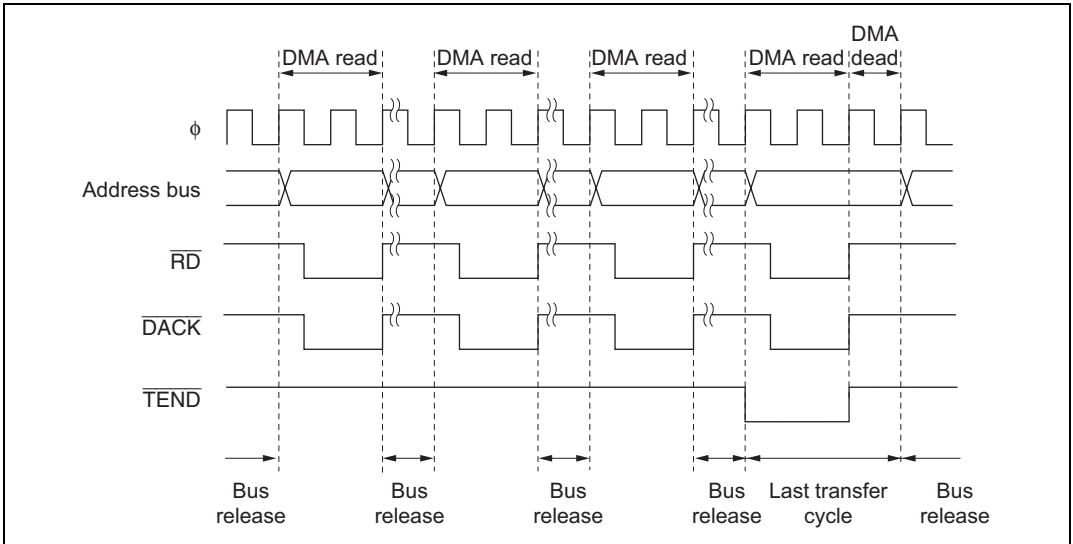 DMA
DMA read DMA read DMA read DMA read dead
ϕ
Address bus
RD
DACK
TEND
Bus release
Bus release
Bus release
Bus release
Last transfer cycle
Bus release